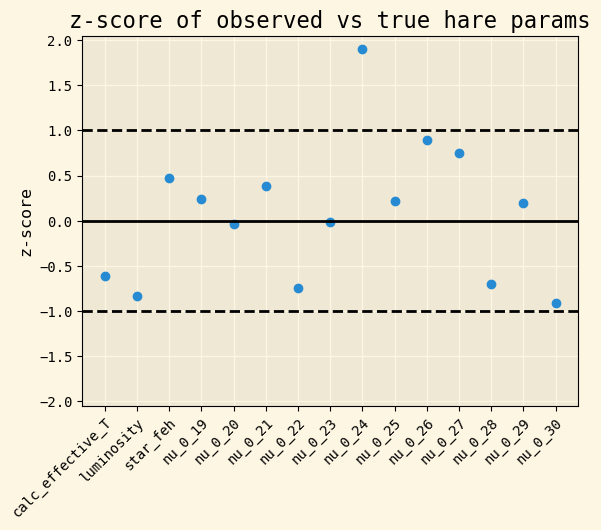 z-score of observed vs true hare params
z-score
2.0
1.5
1.0
0.5
0.0
−0.5
−1.0
−1.5
−2.0
calc_effective_T
luminosity
star_feh
nu_0_19
nu_0_20
nu_0_21
nu_0_22
nu_0_23
nu_0_24
nu_0_25
nu_0_26
nu_0_27
nu_0_28
nu_0_29
nu_0_30